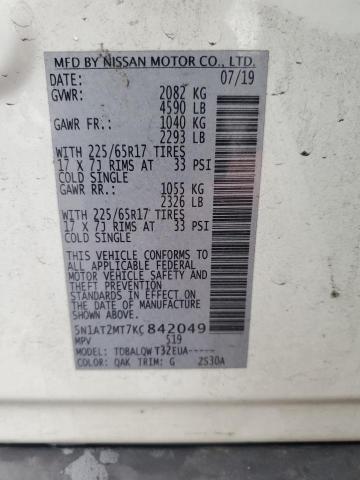 MFD BY NISSAN MOTOR CO., LTD.
DATE: 07/19
GVWR: 2082 KG
4590 LB
GAWR FR.: 1040 KG
2293 LB
WITH 225/65R17 TIRES
17 X 7J RIMS AT 33 PSI
COLD SINGLE
GAWR RR.: 1055 KG
2326 LB
WITH 225/65R17 TIRES
17 X 7J RIMS AT 33 PSI
COLD SINGLE
THIS VEHICLE CONFORMS TO
ALL APPLICABLE U.S. FEDERAL
MOTOR VEHICLE SAFETY AND
THEFT PREVENTION
STANDARDS IN EFFECT ON THE
DATE OF MANUFACTURE
SHOWN ABOVE.
5N1AT2MT7KC842049
MPV S19
MODEL: TDBALQW T32EUA-----
COLOR: QAK TRIM: G 2S30A